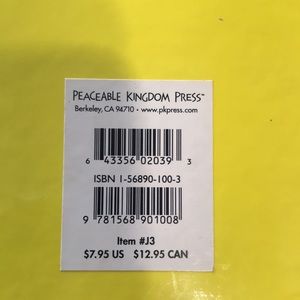 PEACEABLE KINGDOM PRESS™
Berkeley, CA 94710 • www.pkpress.com
6 43356 02039 3
ISBN 1-56890-100-3
9 781568 901008
Item #J3
$7.95 US $12.95 CAN